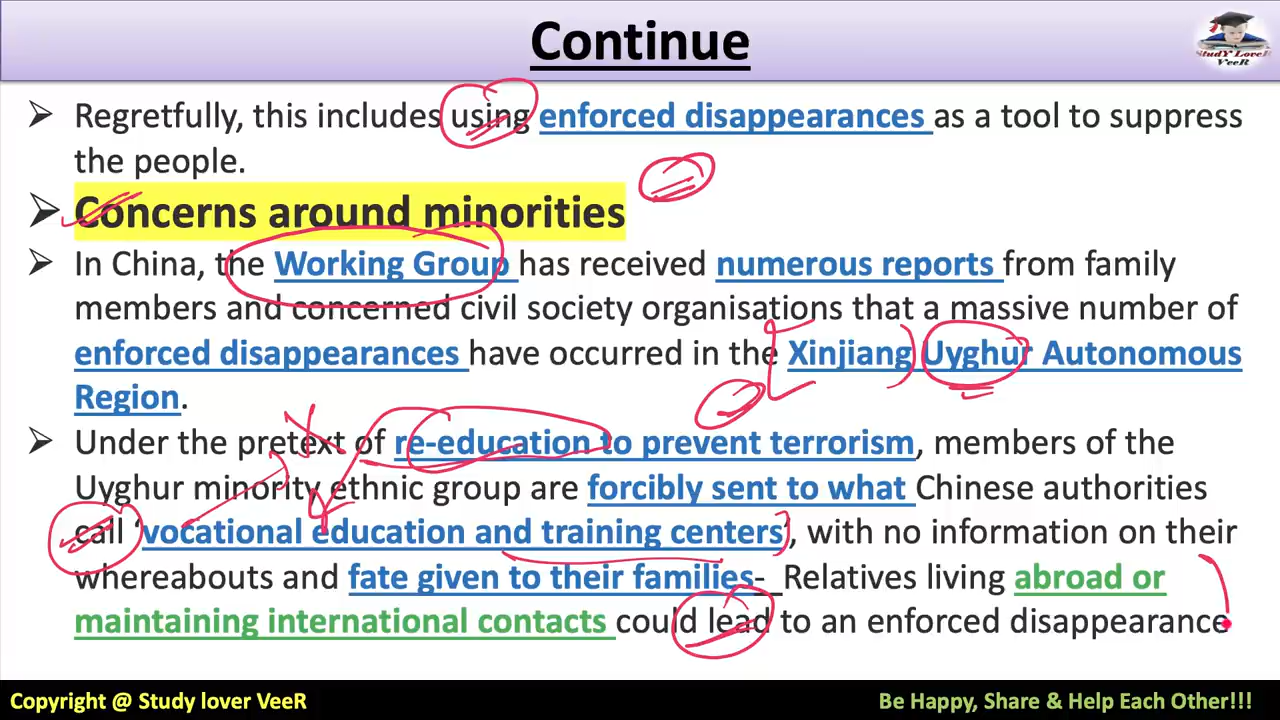 Continue
StudY LoveR
VeeR
➢ Regretfully, this includes using enforced disappearances as a tool to suppress
the people.
➢ Concerns around minorities
➢ In China, the Working Group has received numerous reports from family
members and concerned civil society organisations that a massive number of
enforced disappearances have occurred in the Xinjiang Uyghur Autonomous
Region.
➢ Under the pretext of re-education to prevent terrorism, members of the
Uyghur minority ethnic group are forcibly sent to what Chinese authorities
call ‘vocational education and training centers’, with no information on their
whereabouts and fate given to their families- Relatives living abroad or
maintaining international contacts could lead to an enforced disappearance
Copyright @ Study lover VeeR
Be Happy, Share & Help Each Other!!!